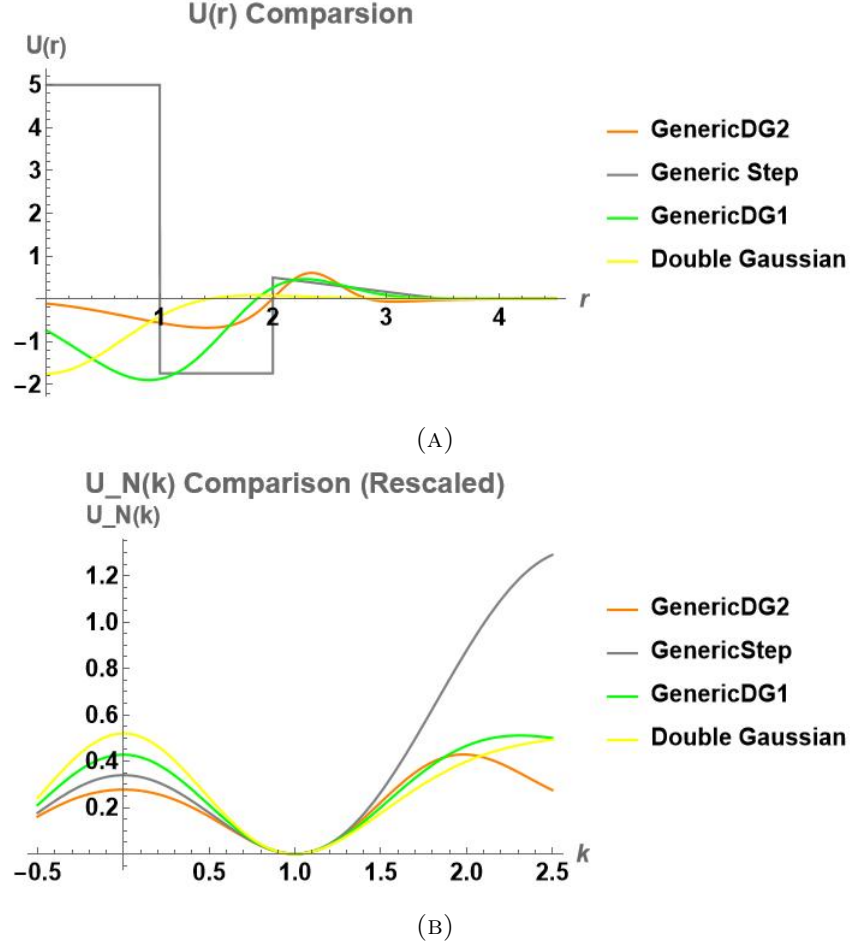 U(r) Comparsion
U(r)
5
4
3
2
1
-1
-2
1 2 3 4 r
GenericDG2
Generic Step
GenericDG1
Double Gaussian
(A)
U_N(k) Comparison (Rescaled)
U_N(k)
1.2
1.0
0.8
0.6
0.4
0.2
-0.5 0.5 1.0 1.5 2.0 2.5 k
GenericDG2
GenericStep
GenericDG1
Double Gaussian
(B)